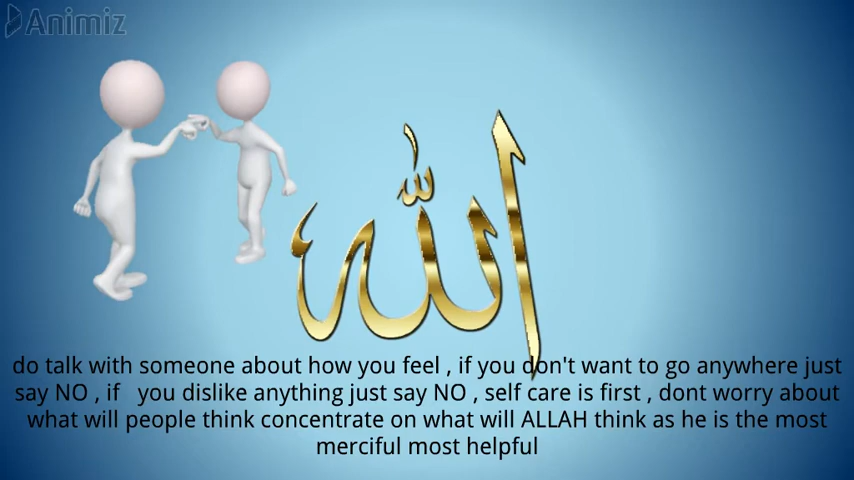 Animiz
الله
do talk with someone about how you feel , if you don't want to go anywhere just
say NO , if   you dislike anything just say NO , self care is first , dont worry about
what will people think concentrate on what will ALLAH think as he is the most
merciful most helpful